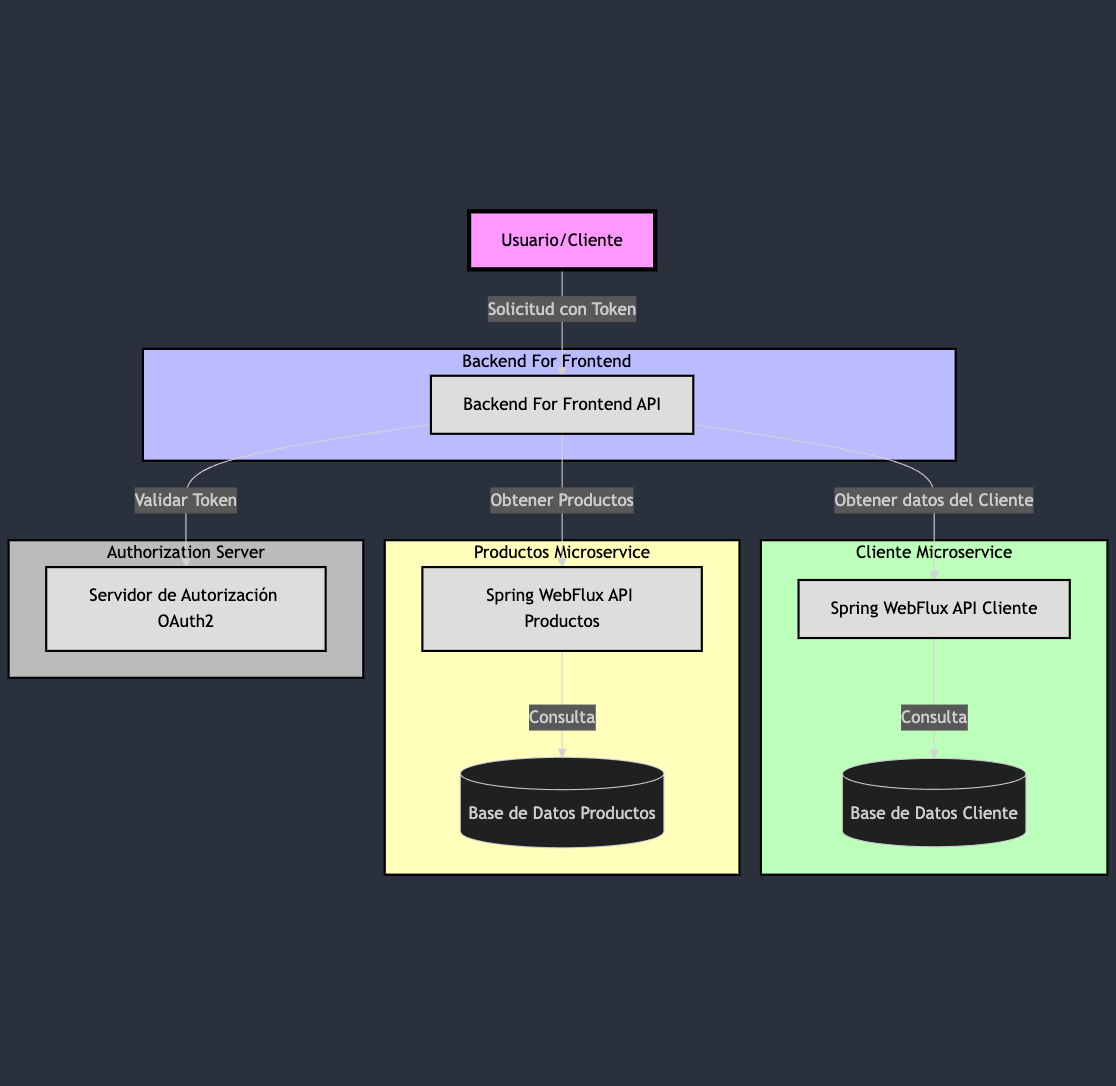 Usuario/Cliente
Solicitud con Token
Backend For Frontend
Backend For Frontend API
Validar Token
Obtener Productos
Obtener datos del Cliente
Authorization Server
Servidor de Autorización
OAuth2
Productos Microservice
Spring WebFlux API
Productos
Consulta
Base de Datos Productos
Cliente Microservice
Spring WebFlux API Cliente
Consulta
Base de Datos Cliente